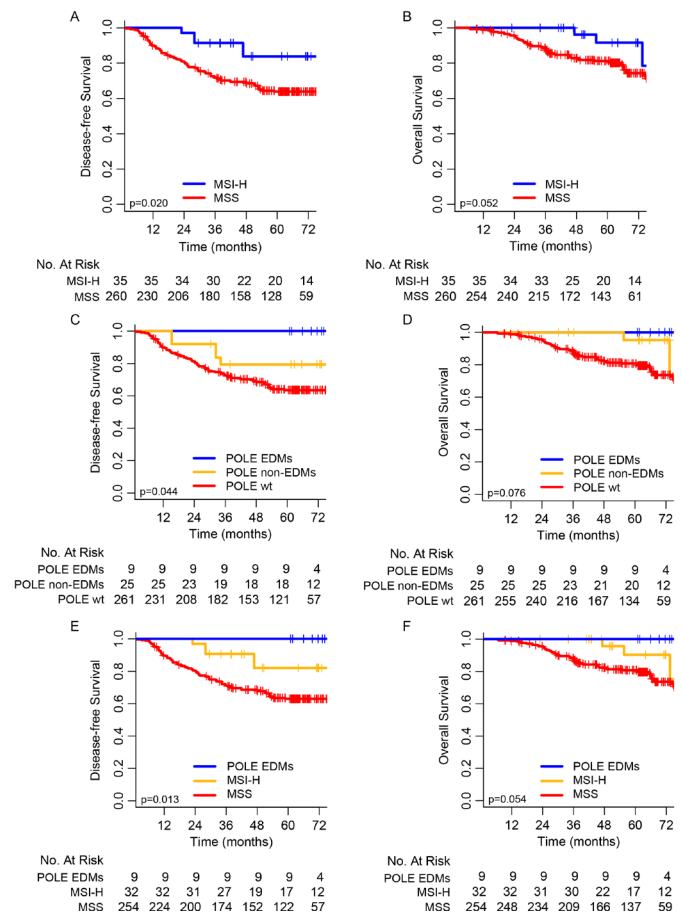 A
Disease-free Survival
1.0
0.8
0.6
0.4
0.2
0.0
MSI-H
MSS
p=0.020
12 24 36 48 60 72
Time (months)
No. At Risk
MSI-H 35 35 34 30 22 20 14
MSS 260 230 206 180 158 128 59
B
Overall Survival
1.0
0.8
0.6
0.4
0.2
0.0
MSI-H
MSS
p=0.052
12 24 36 48 60 72
Time (months)
No. At Risk
MSI-H 35 35 34 33 25 20 14
MSS 260 254 240 215 172 143 61
C
Disease-free Survival
1.0
0.8
0.6
0.4
0.2
0.0
POLE EDMs
POLE non-EDMs
POLE wt
p=0.044
12 24 36 48 60 72
Time (months)
No. At Risk
POLE EDMs 9 9 9 9 9 9 4
POLE non-EDMs 25 25 23 19 18 18 12
POLE wt 261 231 208 182 153 121 57
D
Overall Survival
1.0
0.8
0.6
0.4
0.2
0.0
POLE EDMs
POLE non-EDMs
POLE wt
p=0.076
12 24 36 48 60 72
Time (months)
No. At Risk
POLE EDMs 9 9 9 9 9 9 4
POLE non-EDMs 25 25 25 23 21 20 12
POLE wt 261 255 240 216 167 134 59
E
Disease-free Survival
1.0
0.8
0.6
0.4
0.2
0.0
POLE EDMs
MSI-H
MSS
p=0.013
12 24 36 48 60 72
Time (months)
No. At Risk
POLE EDMs 9 9 9 9 9 9 4
MSI-H 32 32 31 27 19 17 12
MSS 254 224 200 174 152 122 57
F
Overall Survival
1.0
0.8
0.6
0.4
0.2
0.0
POLE EDMs
MSI-H
MSS
p=0.054
12 24 36 48 60 72
Time (months)
No. At Risk
POLE EDMs 9 9 9 9 9 9 4
MSI-H 32 32 31 30 22 17 12
MSS 254 248 234 209 166 137 59